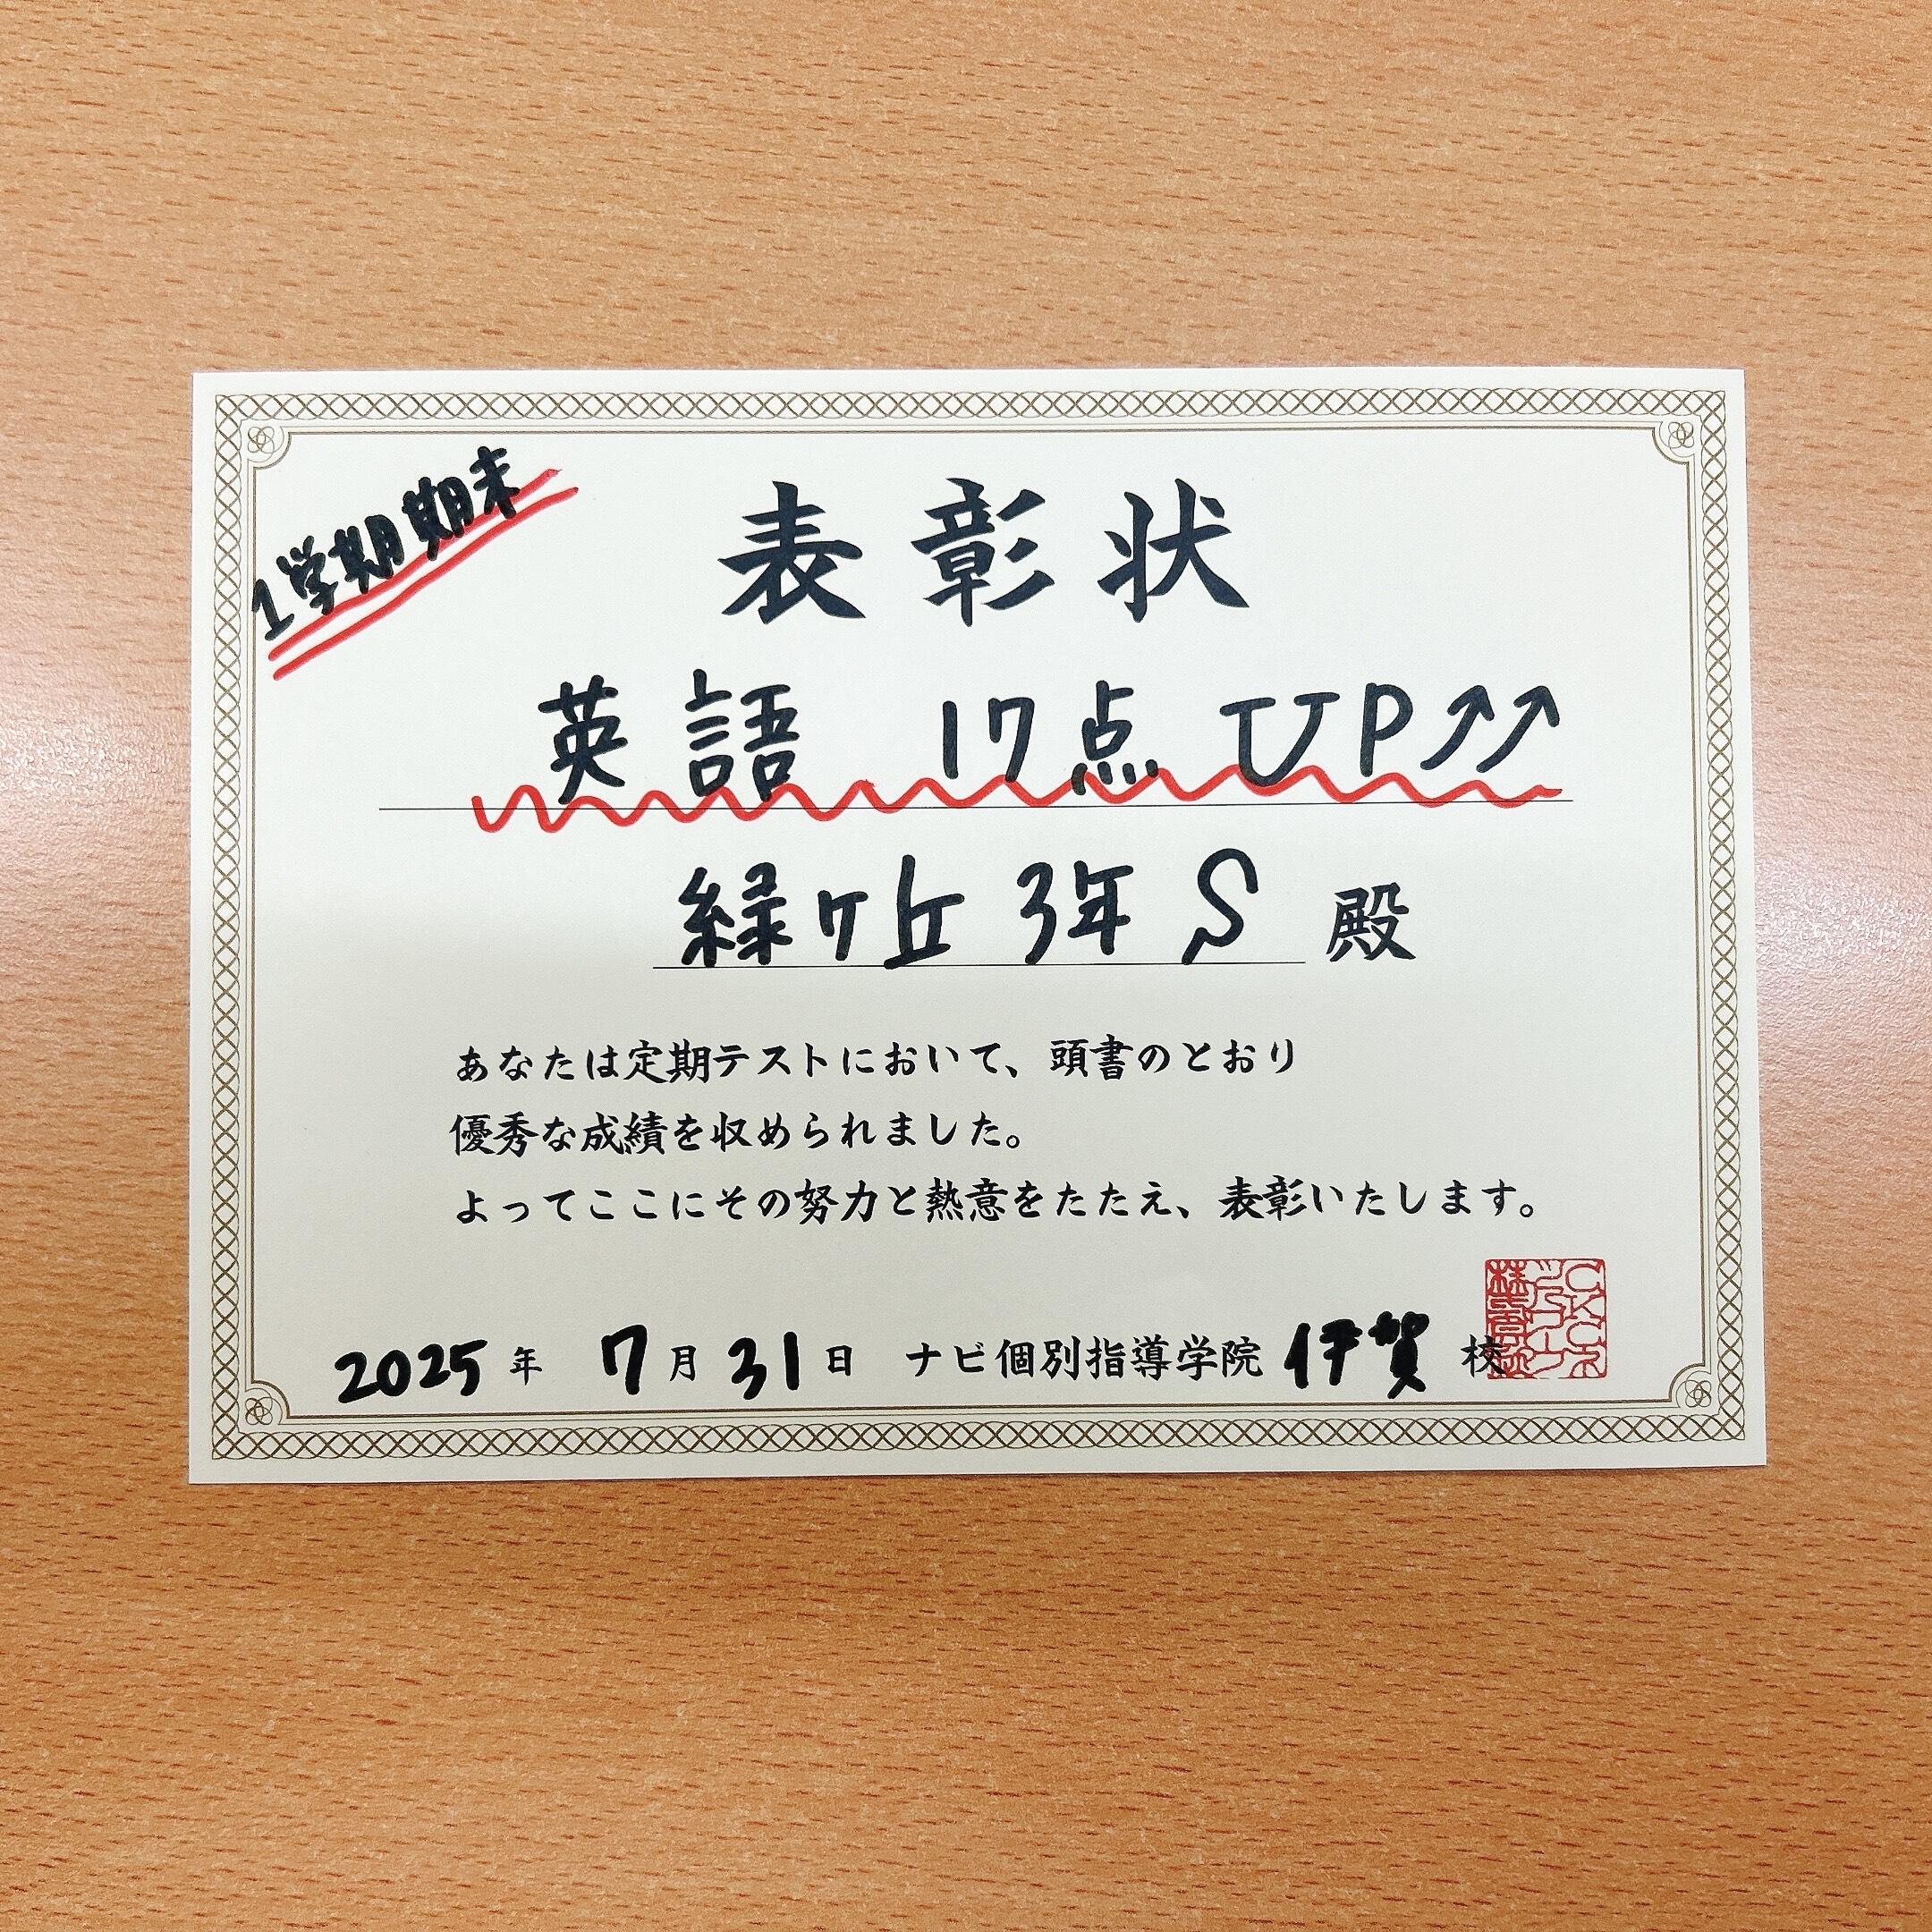 1学期期末
表彰状
英語 17点 UP↗↗
緑ヶ丘 3年 S 殿
あなたは定期テストにおいて、頭書のとおり
優秀な成績を収められました。
よってここにその努力と熱意をたたえ、表彰いたします。
2025年 7月31日 ナビ個別指導学院 伊賀 校